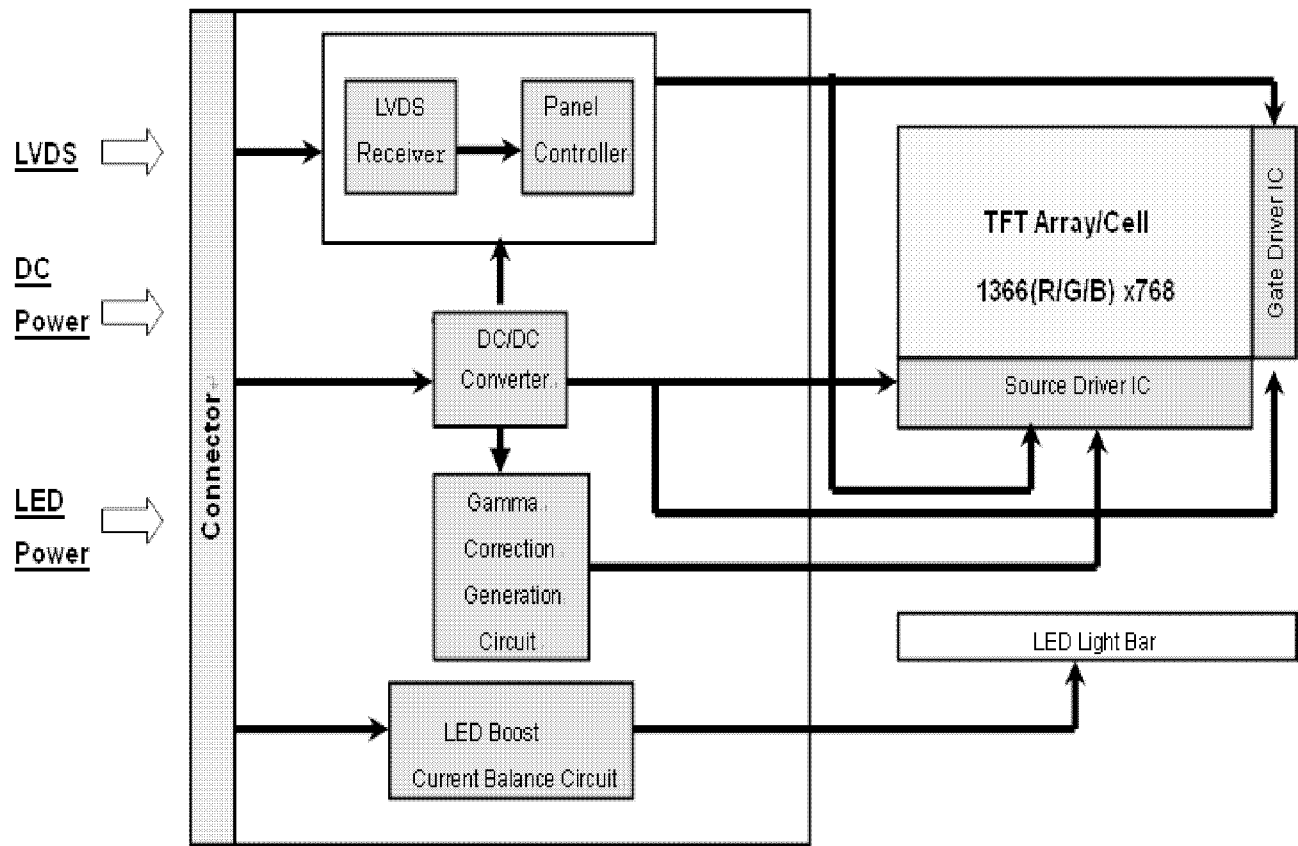 LVDS
DC
Power
LED
Power
Connector
LVDS
Receiver
Panel
Controller
DC/DC
Converter
Gamma
Correction
Generation
Circuit
LED Boost
Current Balance Circuit
TFT Array/Cell
1366(R/G/B) x768
Gate Driver IC
Source Driver IC
LED Light Bar